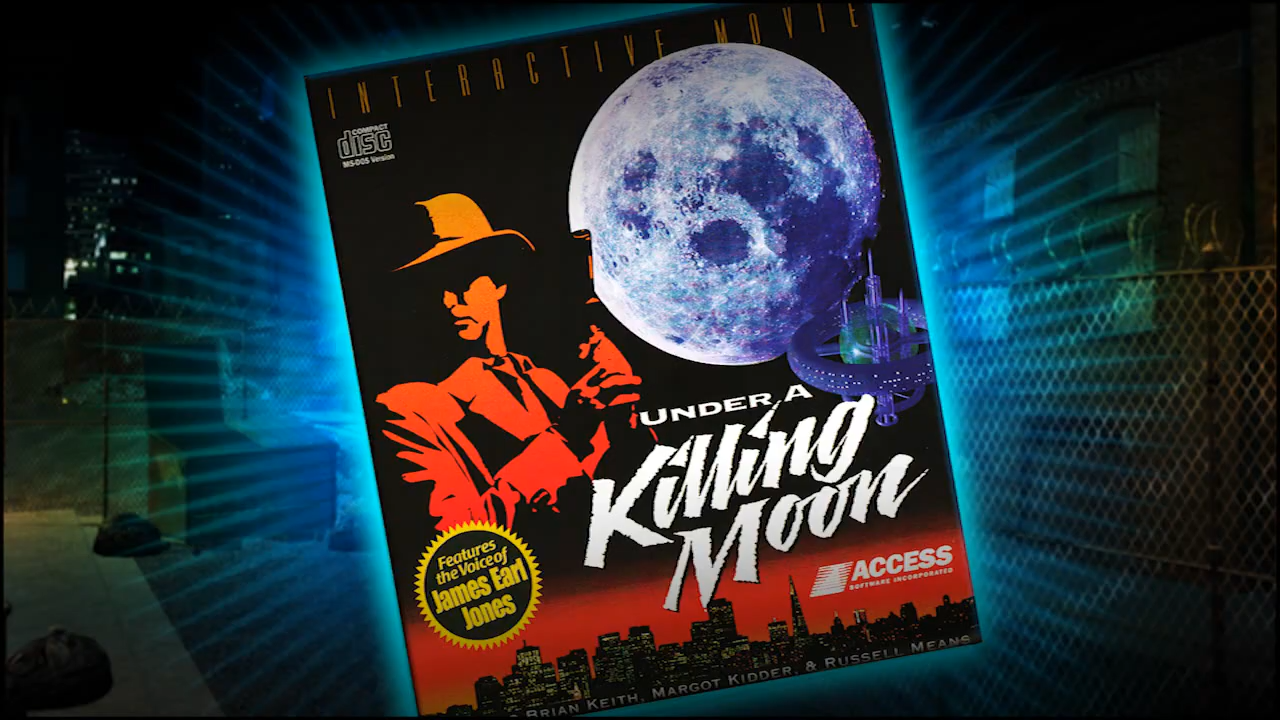 INTERACTIVE MOVIE
COMPACT
disc
MS-DOS Version
UNDER A
Killing
Moon
Features
the Voice of
James Earl
Jones
ACCESS
SOFTWARE INCORPORATED
BRIAN KEITH, MARGOT KIDDER, & RUSSELL MEANS